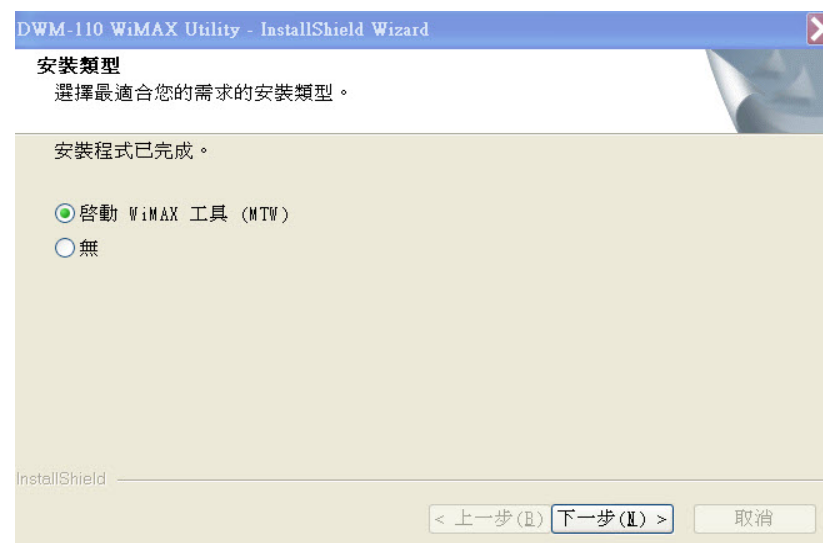 DWM-110 WiMAX Utility - InstallShield Wizard
安裝類型
選擇最適合您的需求的安裝類型。
安裝程式已完成。
啓動 WiMAX 工具 (MTW)
無
InstallShield
< 上一步(B) 下一步(N) > 取消